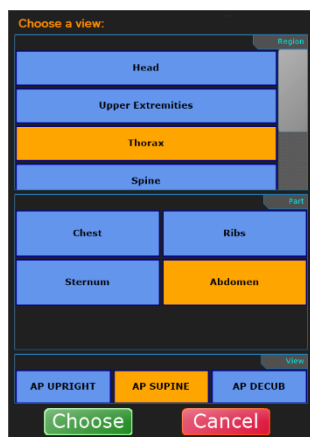 Choose a view:
Region
Head
Upper Extremities
Thorax
Spine
Part
Chest Ribs
Sternum Abdomen
View
AP UPRIGHT AP SUPINE AP DECUB
Choose Cancel